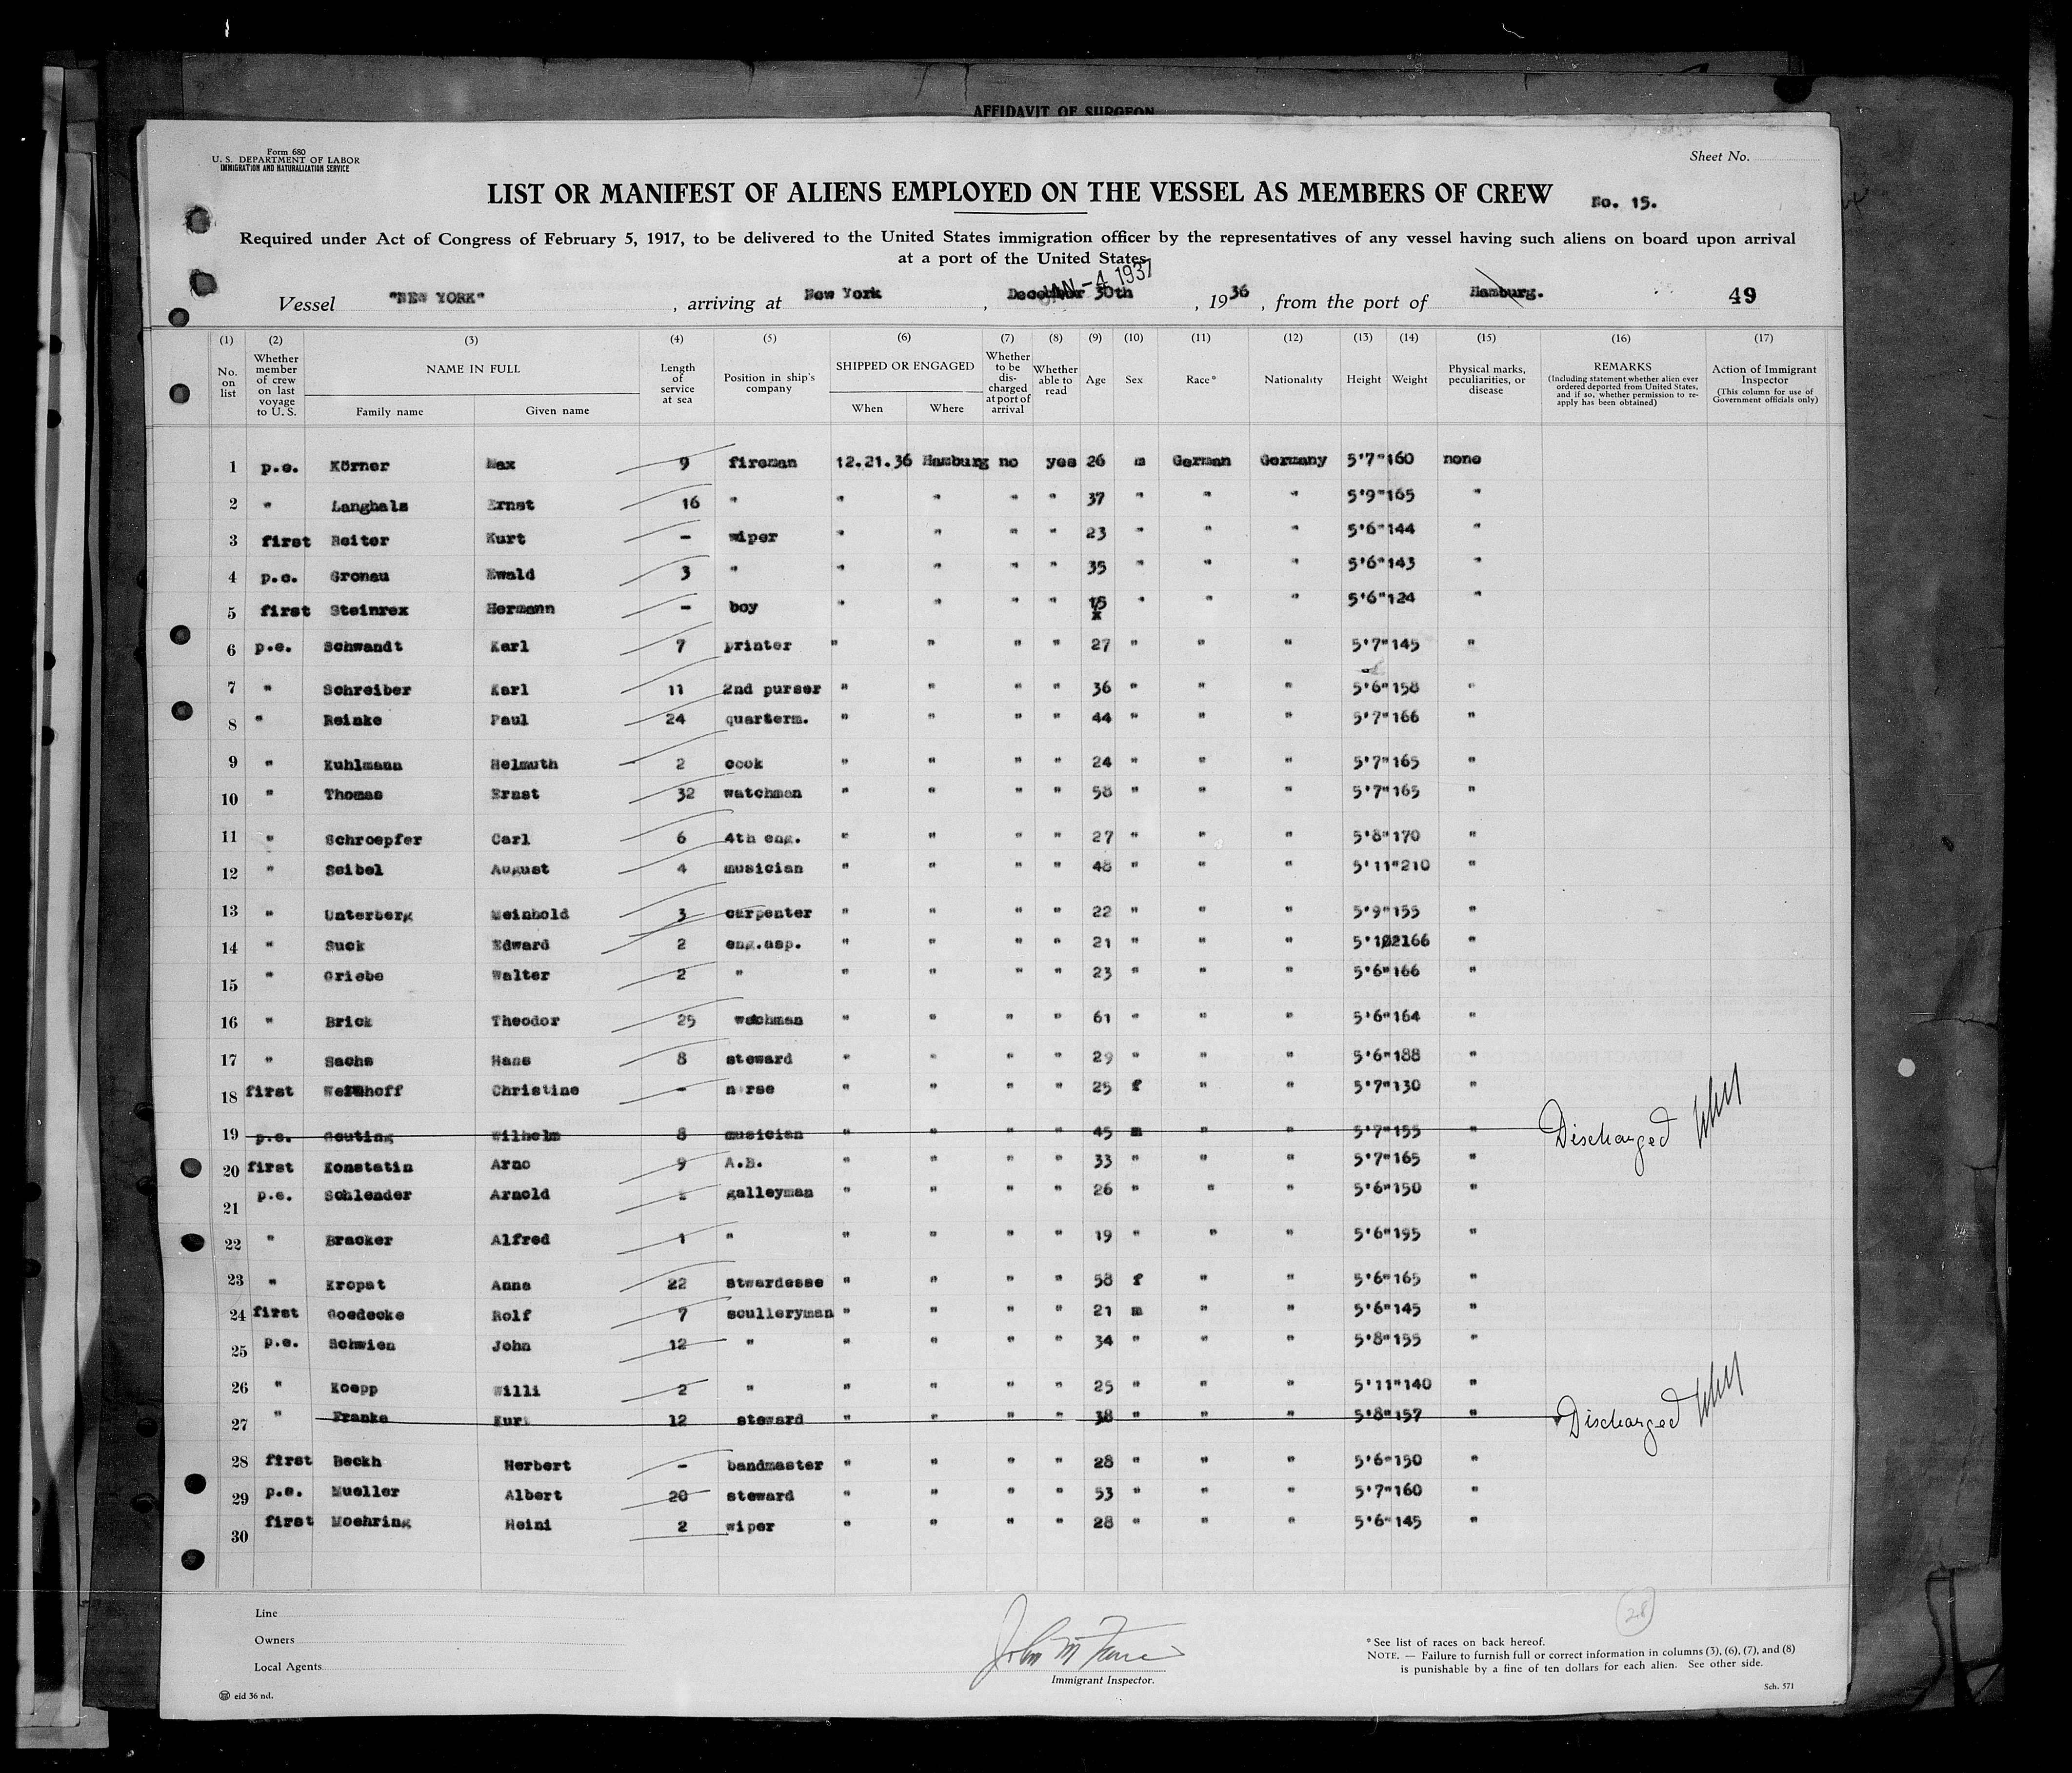 AFFIDAVIT OF SURGEON
Form 680
U. S. DEPARTMENT OF LABOR
IMMIGRATION AND NATURALIZATION SERVICE
Sheet No.
LIST OR MANIFEST OF ALIENS EMPLOYED ON THE VESSEL AS MEMBERS OF CREW No. 15.
Required under Act of Congress of February 5, 1917, to be delivered to the United States immigration officer by the representatives of any vessel having such aliens on board upon arrival
at a port of the United States
JAN - 4 1937
Vessel "NEW YORK", arriving at New York, December 30th, 1936, from the port of Hamburg. 49
(1) (2) (3) (4) (5) (6) (7) (8) (9) (10) (11) (12) (13) (14) (15) (16) (17)
No. on list
Whether member of crew on last voyage to U. S.
NAME IN FULL
Family name Given name
Length of service at sea
Position in ship's company
SHIPPED OR ENGAGED
When Where
Whether to be discharged at port of arrival
Whether able to read
Age
Sex
Race*
Nationality
Height
Weight
Physical marks, peculiarities, or disease
REMARKS
(Including statement whether alien ever ordered deported from United States, and if so, whether permission to re-apply has been obtained)
Action of Immigrant Inspector
(This column for use of Government officials only)
1 p.e. Körner Max 9 fireman 12.21.36 Hamburg no yes 26 m German Germany 5'7" 160 none
2 " Langhals Ernst 16 " " " " " 37 " " " 5'9" 165 "
3 first Reiter Kurt - wiper " " " " 23 " " " 5'6" 144 "
4 p.e. Gronau Ewald 3 " " " " " 35 " " " 5'6" 143 "
5 first Steinrex Hermann - boy " " " " " " " 5'6" 124 "
6 p.e. Schwandt Karl 7 printer " " " " 27 " " " 5'7" 145 "
7 " Schreiber Karl 11 2nd purser " " " " 36 " " " 5'6" 158 "
8 " Reinke Paul 24 quarterm. " " " " 44 " " " 5'7" 166 "
9 " Kuhlmann Helmuth 2 cook " " " " 24 " " " 5'7" 165 "
10 " Thomas Ernst 32 watchman " " " " 58 " " " 5'7" 165 "
11 " Schroepfer Carl 6 4th eng. " " " " 27 " " " 5'8" 170 "
12 " Seibel August 4 musician " " " " 48 " " " 5'11" 210 "
13 " Unterberg Meinhold 3 carpenter " " " " 22 " " " 5'9" 155 "
14 " Suck Edward 2 eng.asp. " " " " 21 " " " 166 "
15 " Griebe Walter 2 " " " " " 23 " " " 5'6" 166 "
16 " Brick Theodor 25 wachman " " " " 61 " " " 5'6" 164 "
17 " Sachs Hans 8 steward " " " " 29 " " " 5'6" 188 "
18 first Christine - n rse " " " " 25 f " " 5'7" 130 "
19 p.e. Geuting Wilhelm 8 musician " " " " 45 m " " 5'7" 155 " Discharged
20 first Konstatin Arno 9 A.B. " " " " 33 " " " 5'7" 165 "
21 p.e. Schlender Arnold galleyman " " " " 26 " " " 5'6" 150 "
22 " Bracker Alfred 1 " " " " " 19 " " " 5'6" 195 "
23 " Kropat Anna 22 stwardesse " " " " 58 f " " 5'6" 165 "
24 first Goedecke Rolf 7 sculleryman " " " " 21 m " " 5'6" 145 "
25 p.e. Schwien John 12 " " " " " 34 " " " 5'8" 155 "
26 " Koepp Willi 2 " " " " " 25 " " " 5'11" 140 "
27 " Franke Kurt 12 steward " " " " 38 " " " 5'8" 157 " Discharged
28 first Beckh Herbert - bandmaster " " " " 28 " " " 5'6" 150 "
29 p.e. Mueller Albert 20 steward " " " " 53 " " " 5'7" 160 "
30 first Moehring Heini 2 wiper " " " " 28 " " " 5'6" 145 "
28
Line
Owners
Local Agents
eid 36 nd.
John M
Immigrant Inspector.
* See list of races on back hereof.
NOTE. — Failure to furnish full or correct information in columns (3), (6), (7), and (8)
is punishable by a fine of ten dollars for each alien. See other side.
Sch. 571